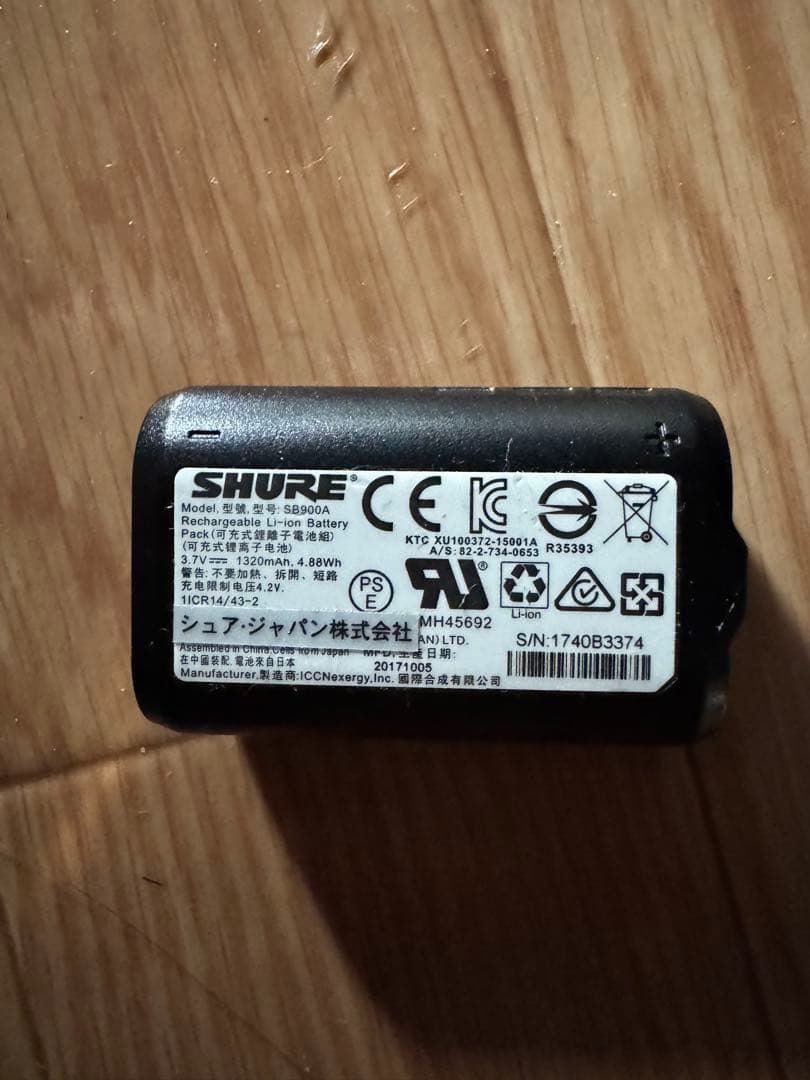 − +
SHURE®
Model, 型號, 型号: SB900A
Rechargeable Li-ion Battery
Pack(可充式鋰離子電池組)
(可充式锂离子电池)
3.7V⎓ 1320mAh, 4.88Wh
警告: 不要加熱、拆開、短路
充电限制电压4.2V.
1ICR14/43-2
KTC XU100372-15001A
A/S: 82-2-734-0653
R35393
PS
E
MH45692
Li-ion
シュア・ジャパン株式会社
AN) LTD.
S/N:1740B3374
Assembled in China,Cells from Japan
MFD,生產日期:
在中國裝配, 電池來自日本
20171005
Manufacturer,製造商:ICCNexergy,Inc. 國際合成有限公司